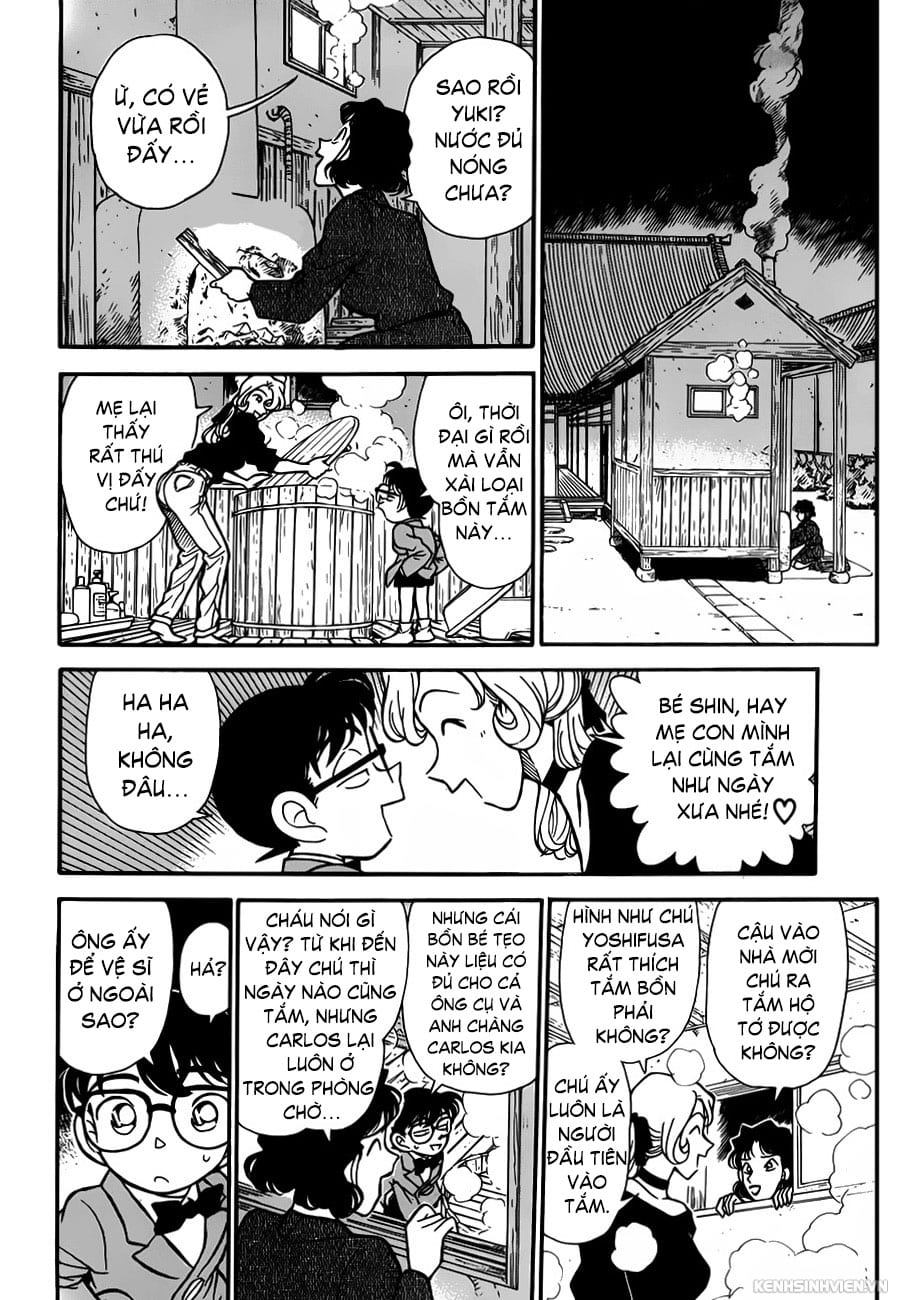 SAO RỒI
YUKI?
NƯỚC ĐỦ
NÓNG
CHƯA?
Ừ, CÓ VẺ
VỪA RỒI
ĐẤY...
ÔI, THỜI
ĐẠI GÌ RỒI
MÀ VẪN
XÀI LOẠI
BỒN TẮM
NÀY...
MẸ LẠI
THẤY
RẤT THÚ
VỊ ĐẤY
CHỨ!
BÉ SHIN, HAY
MẸ CON MÌNH
LẠI CÙNG TẮM
NHƯ NGÀY
XƯA NHÉ!♡
HA HA
HA,
KHÔNG
ĐÂU...
CẬU VÀO
NHÀ MỜI
CHÚ RA
TẮM HỘ
TỚ ĐƯỢC
KHÔNG?
HÌNH NHƯ CHÚ
YOSHIFUSA
RẤT THÍCH
TẮM BỒN
PHẢI
KHÔNG?
CHÚ ẤY
LUÔN LÀ
NGƯỜI
ĐẦU TIÊN
VÀO
TẮM.
NHƯNG CÁI
BỒN BÉ TẸO
NÀY LIỆU CÓ
ĐỦ CHO CẢ
ÔNG CỤ VÀ
ANH CHÀNG
CARLOS KIA
KHÔNG?
CHÁU NÓI GÌ
VẬY? TỪ KHI ĐẾN
ĐÂY CHÚ THÌ
NGÀY NÀO CŨNG
TẮM, NHƯNG
CARLOS LẠI
LUÔN Ở
TRONG PHÒNG
CHỜ...
HẢ?
ÔNG ẤY
ĐỂ VỆ SĨ
Ở NGOÀI
SAO?
KENHSINHVIEN.VN